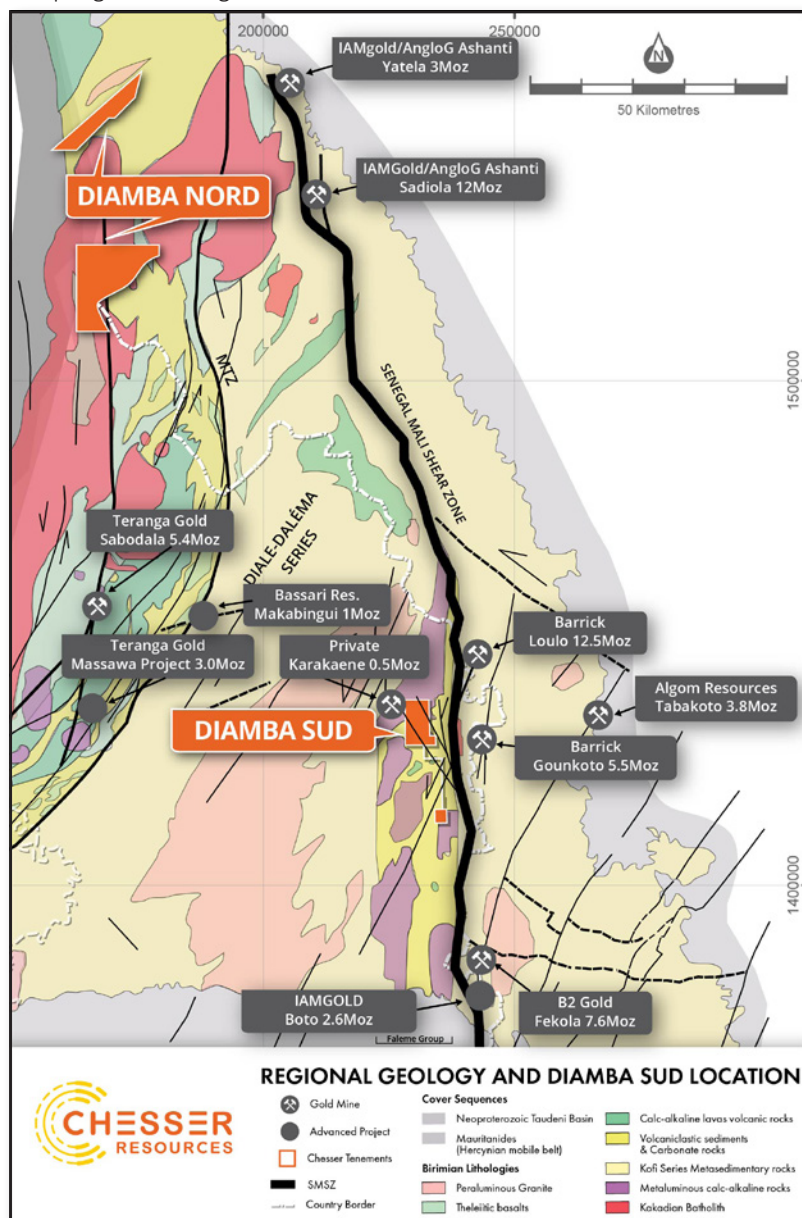 200000
250000
IAMgold/AngloG Ashanti
Yatela 3Moz
N
50 Kilometres
IAMGold/AngloG Ashanti
Sadiola 12Moz
DIAMBA NORD
MTZ
1500000
SENEGAL MALI SHEAR ZONE
DIALE-DALÉMA
SERIES
Teranga Gold
Sabodala 5.4Moz
Bassari Res.
Makabingui 1Moz
Teranga Gold
Massawa Project 3.0Moz
Private
Karakaene 0.5Moz
Barrick
Loulo 12.5Moz
Algom Resources
Tabakoto 3.8Moz
DIAMBA SUD
Barrick
Gounkoto 5.5Moz
1400000
IAMGOLD
Boto 2.6Moz
B2 Gold
Fekola 7.6Moz
Faleme Group
CHESSER
RESOURCES
REGIONAL GEOLOGY AND DIAMBA SUD LOCATION
Gold Mine
Advanced Project
Chesser Tenements
SMSZ
Country Border
Cover Sequences
Neoproterozoic Taudeni Basin
Mauritanides
(Hercynian mobile belt)
Birimian Lithologies
Peraluminous Granite
Theleiitic basalts
Calc-alkaline lavas volcanic rocks
Volcaniclastic sediments
& Carbonate rocks
Kofi Series Metasedimentary rocks
Metaluminous calc-alkaline rocks
Kakadian Batholith